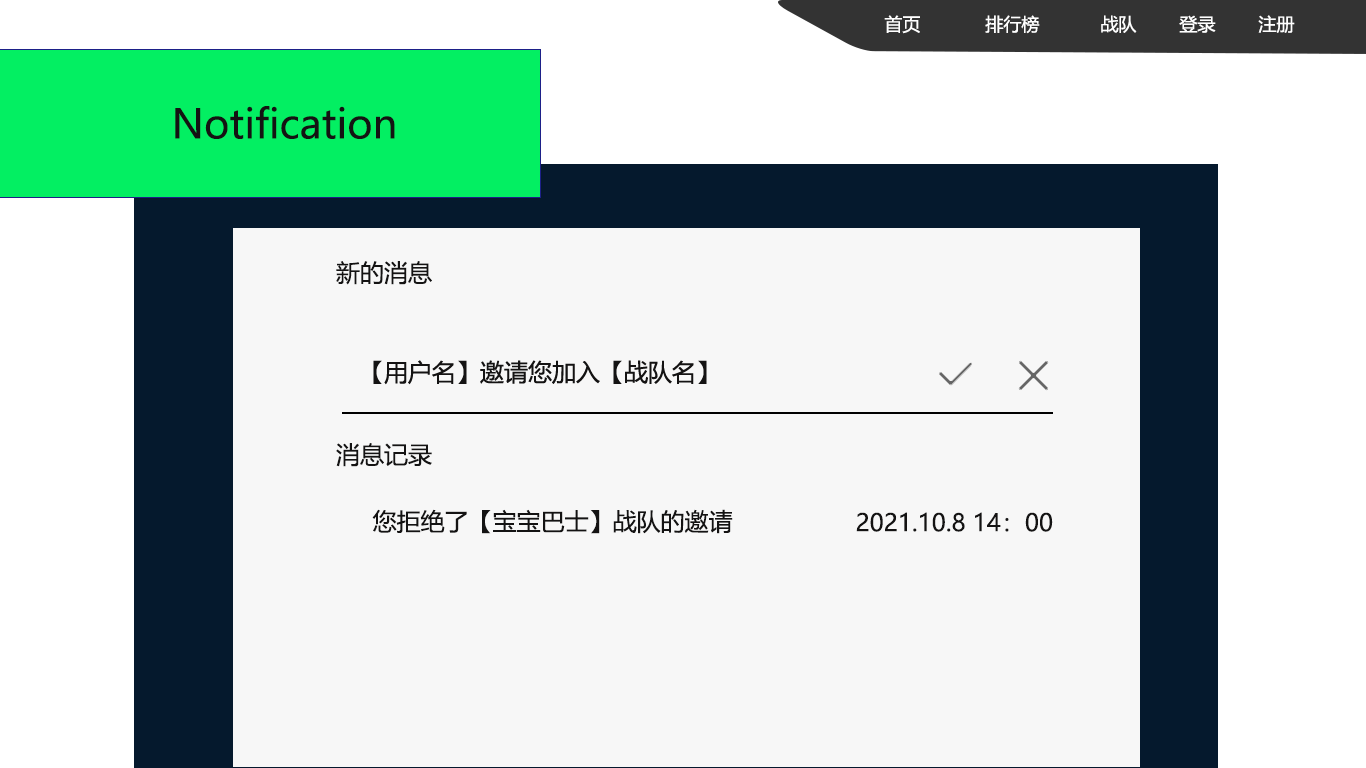 首页 排行榜 战队 登录 注册
Notification
新的消息
【用户名】邀请您加入【战队名】
消息记录
您拒绝了【宝宝巴士】战队的邀请 2021.10.8 14：00